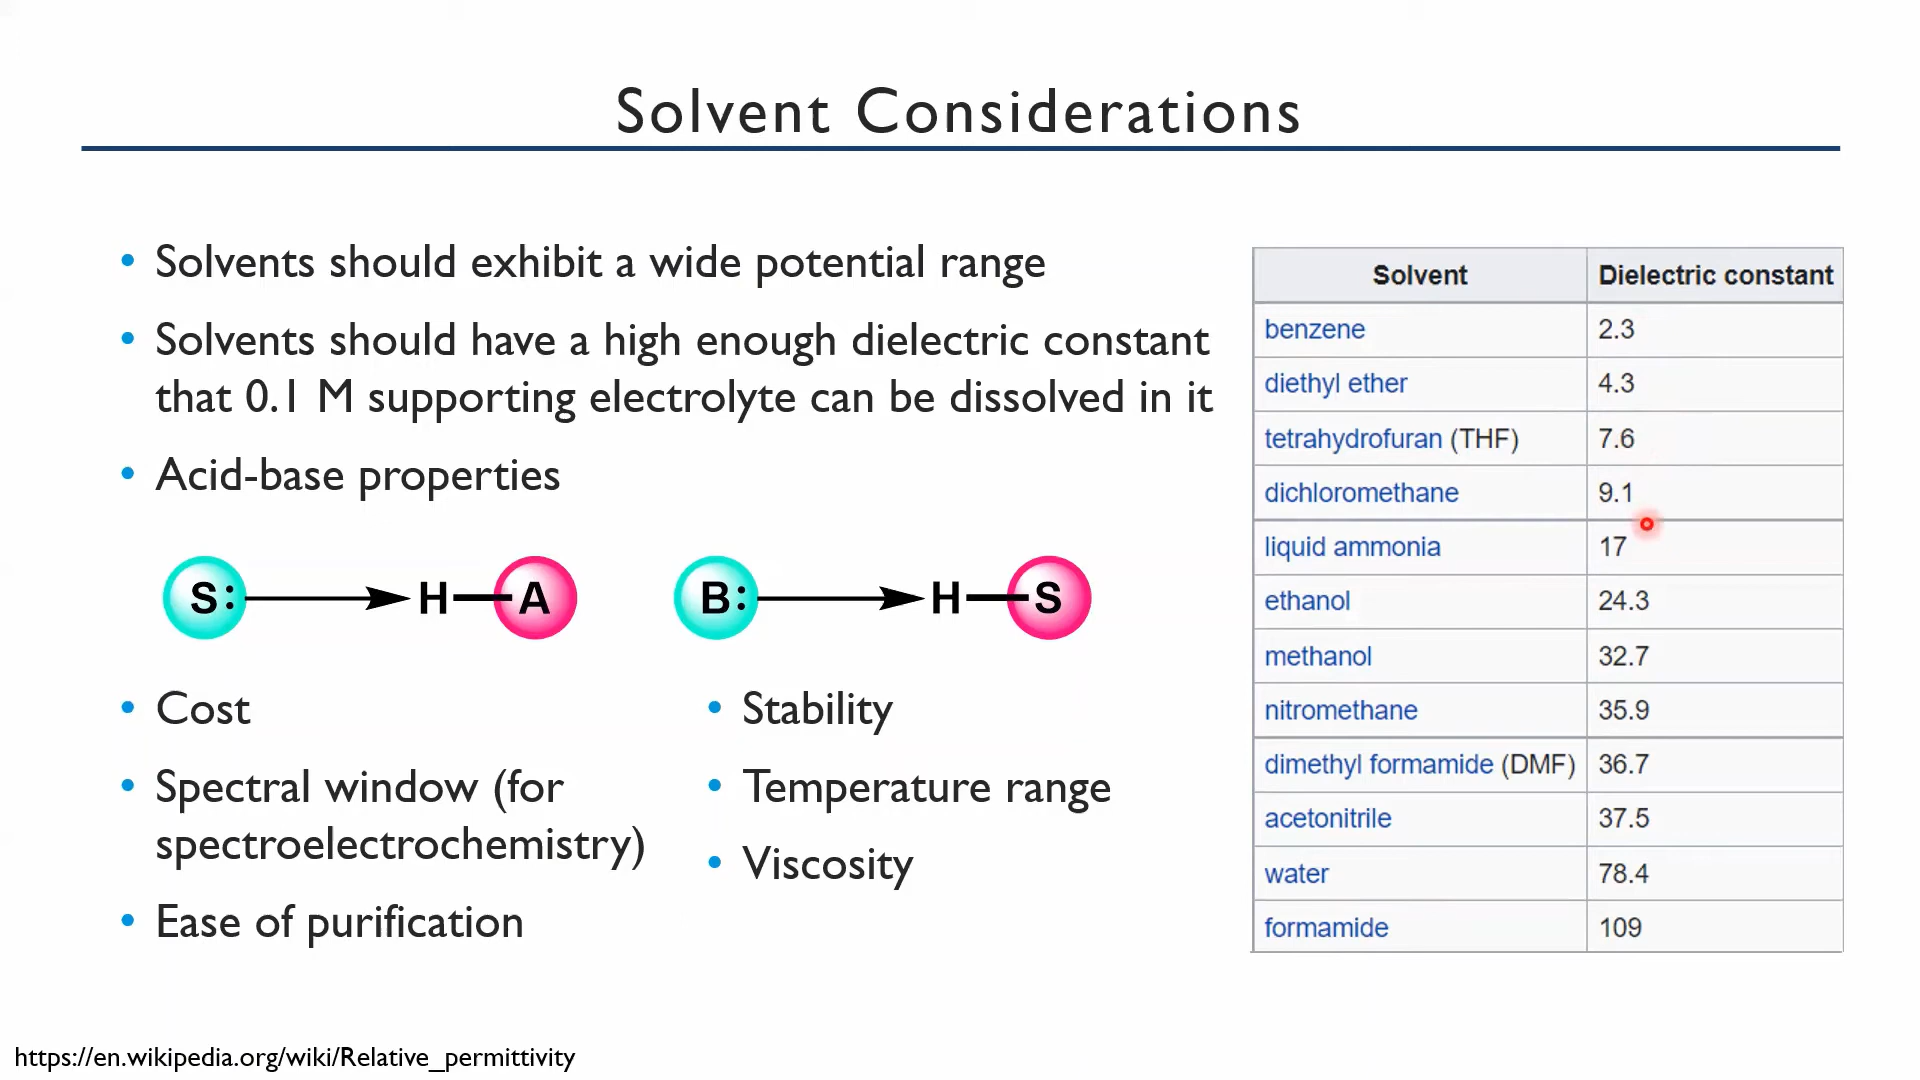 Solvent Considerations
• Solvents should exhibit a wide potential range
• Solvents should have a high enough dielectric constant
that 0.1 M supporting electrolyte can be dissolved in it
• Acid-base properties
S: H A B: H S
• Cost
• Spectral window (for
spectroelectrochemistry)
• Ease of purification
• Stability
• Temperature range
• Viscosity
Solvent Dielectric constant
benzene 2.3
diethyl ether 4.3
tetrahydrofuran (THF) 7.6
dichloromethane 9.1
liquid ammonia 17
ethanol 24.3
methanol 32.7
nitromethane 35.9
dimethyl formamide (DMF) 36.7
acetonitrile 37.5
water 78.4
formamide 109
https://en.wikipedia.org/wiki/Relative_permittivity